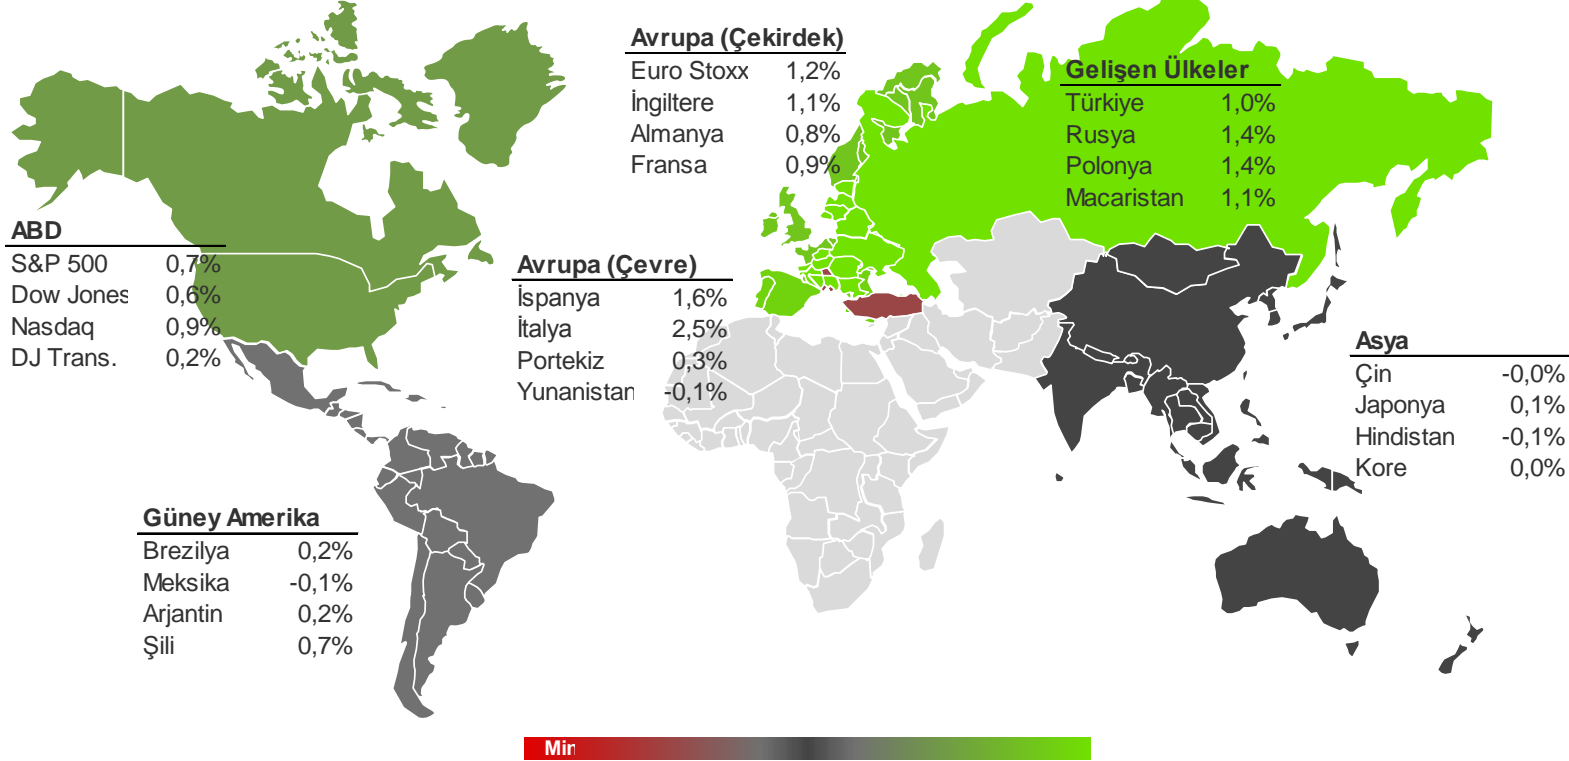 Avrupa (Çekirdek)
Euro Stoxx 1,2%
İngiltere 1,1%
Almanya 0,8%
Fransa 0,9%
Gelişen Ülkeler
Türkiye 1,0%
Rusya 1,4%
Polonya 1,4%
Macaristan 1,1%
ABD
S&P 500 0,7%
Dow Jones 0,6%
Nasdaq 0,9%
DJ Trans. 0,2%
Avrupa (Çevre)
İspanya 1,6%
İtalya 2,5%
Portekiz 0,3%
Yunanistan -0,1%
Asya
Çin -0,0%
Japonya 0,1%
Hindistan -0,1%
Kore 0,0%
Güney Amerika
Brezilya 0,2%
Meksika -0,1%
Arjantin 0,2%
Şili 0,7%
Min